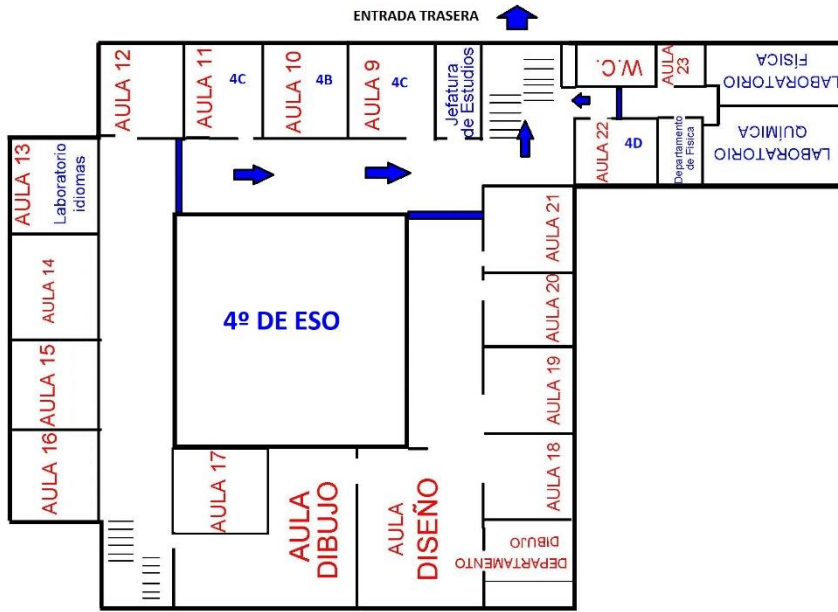 ENTRADA TRASERA
AULA 12
AULA 11
4C
AULA 10
4B
AULA 9
4C
Jefatura
de Estudios
W.C.
AULA
23
LABORATORIO
FÍSICA
AULA 22
4D
Departamento
de Fisica
LABORATORIO
QUÍMICA
AULA 13
Laboratorio
idiomas
AULA 14
AULA 15
AULA 16
4º DE ESO
AULA 21
AULA 20
AULA 19
AULA 18
AULA 17
AULA
DIBUJO
AULA
DISEÑO
DEPARTAMENTO
DIBUJO